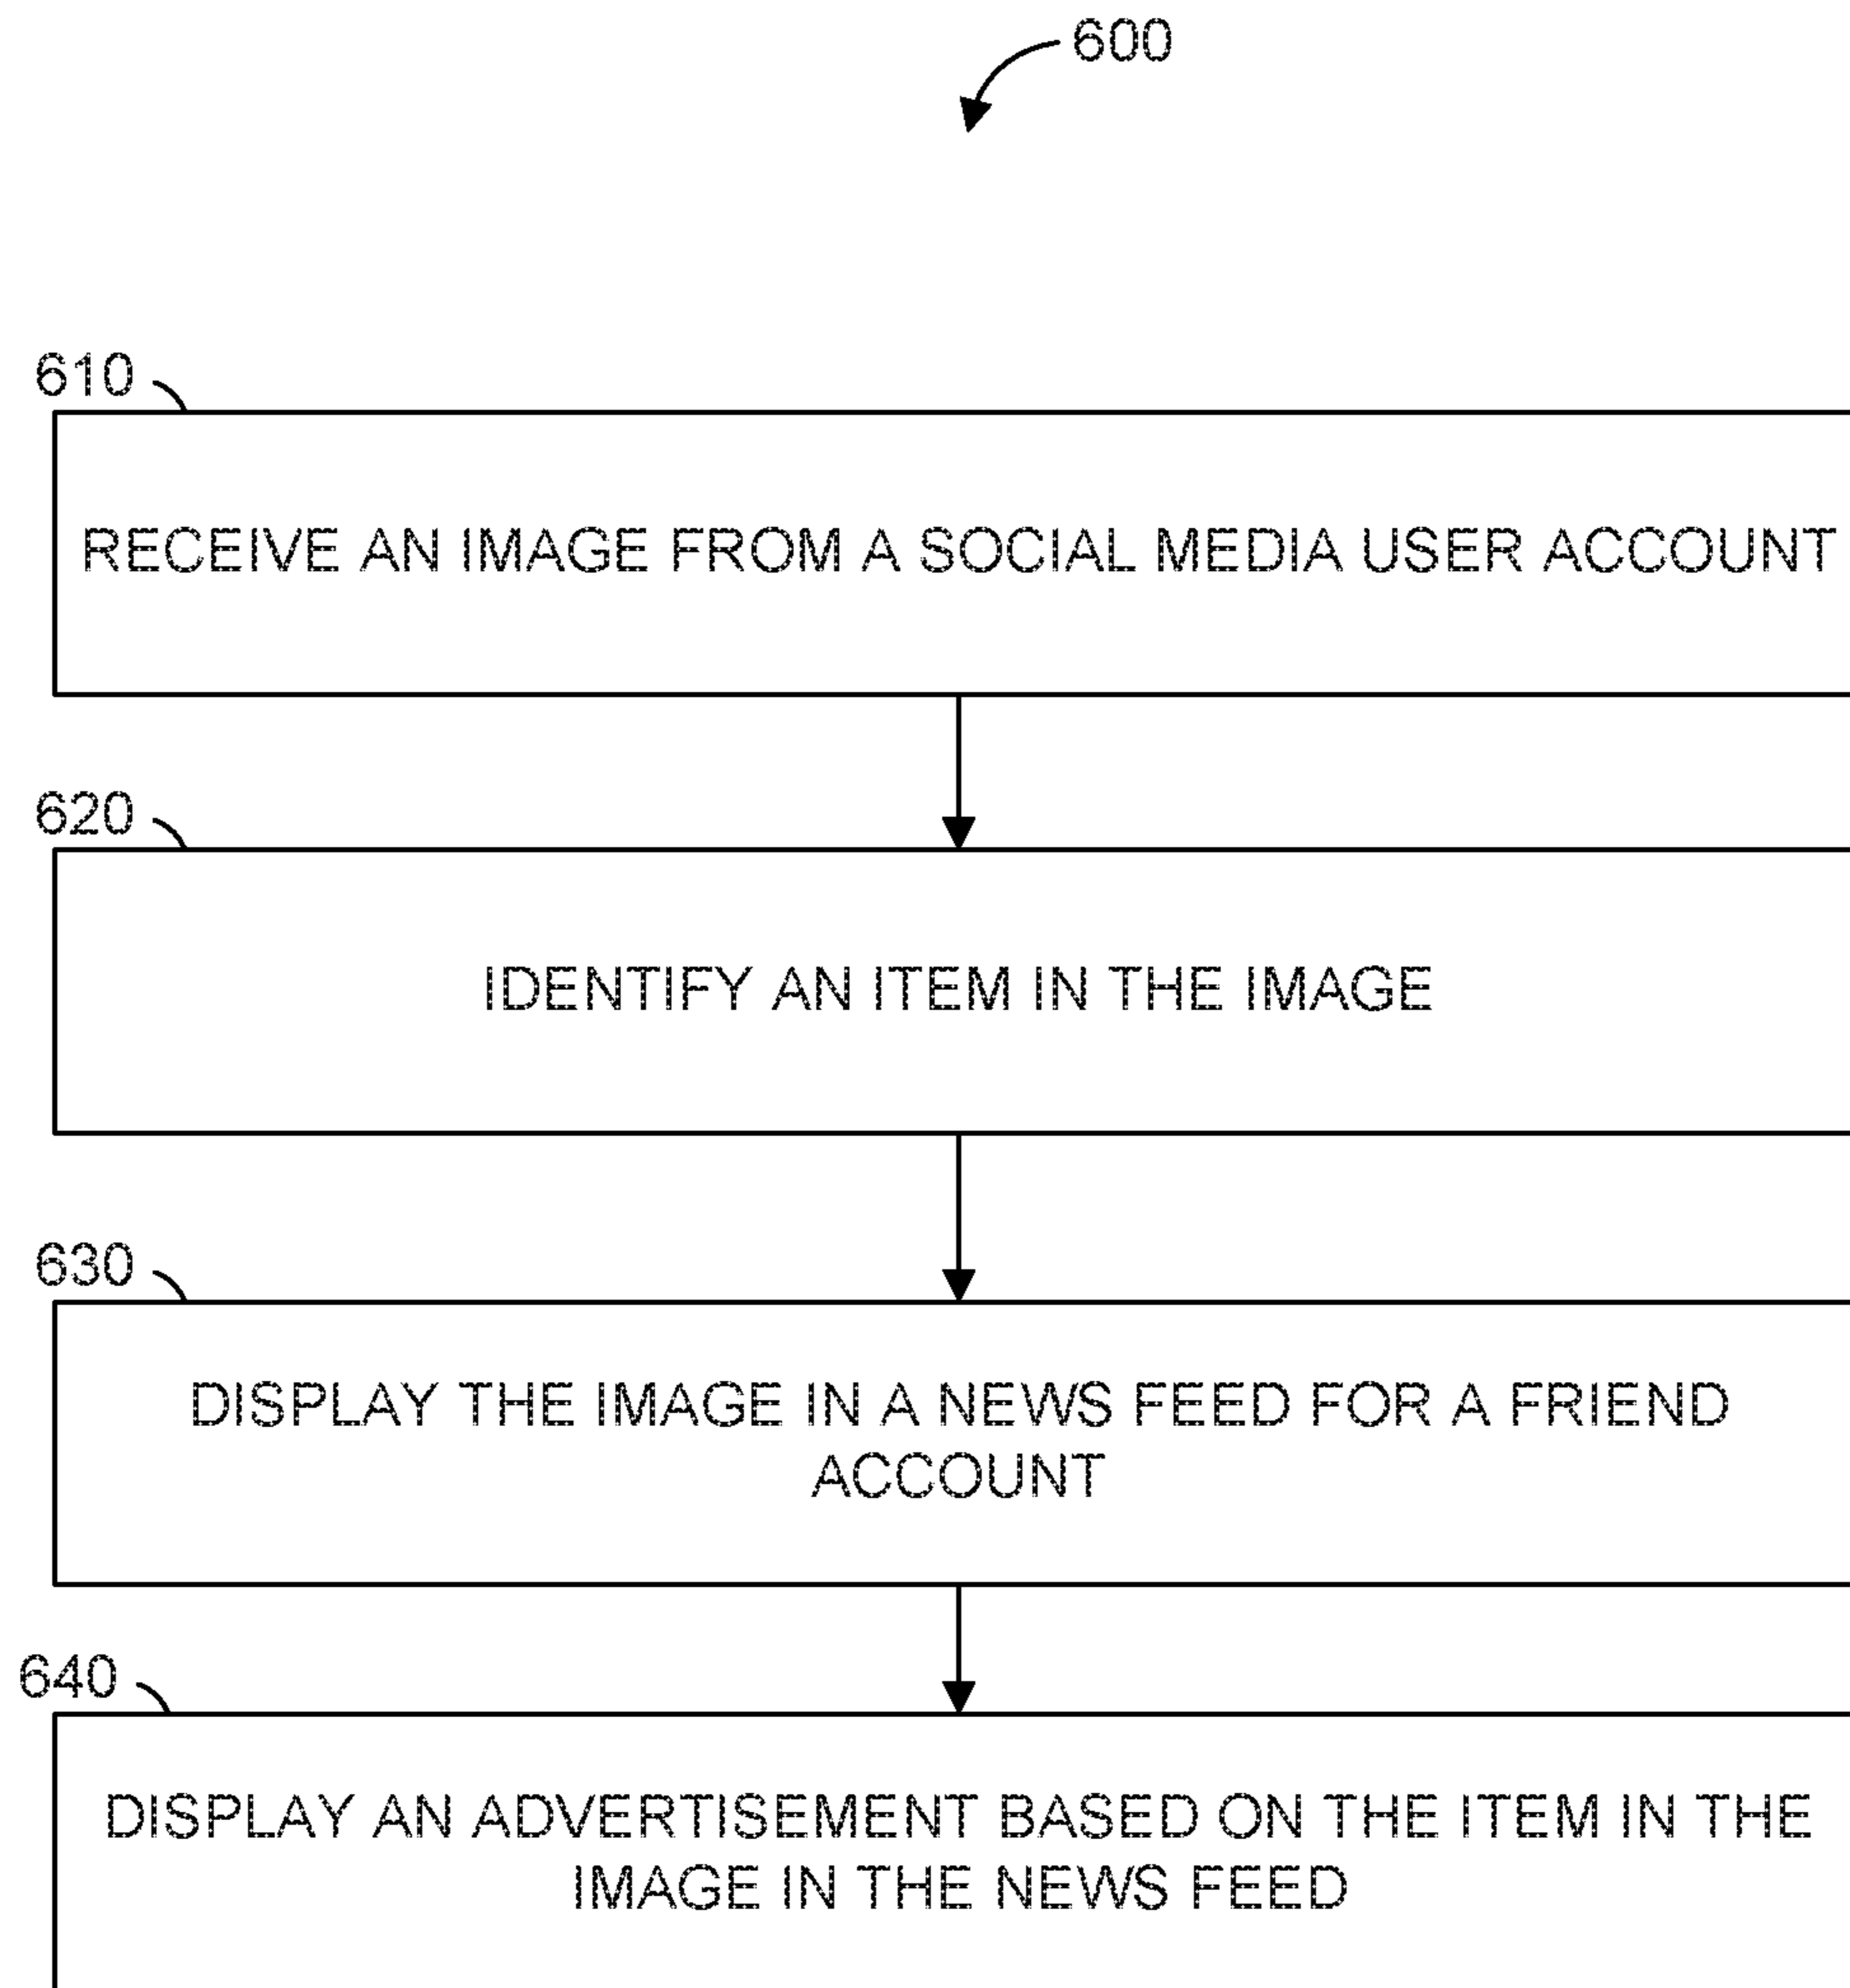 600
610
RECEIVE AN IMAGE FROM A SOCIAL MEDIA USER ACCOUNT
620
IDENTIFY AN ITEM IN THE IMAGE
630
DISPLAY THE IMAGE IN A NEWS FEED FOR A FRIEND
ACCOUNT
640
DISPLAY AN ADVERTISEMENT BASED ON THE ITEM IN THE
IMAGE IN THE NEWS FEED